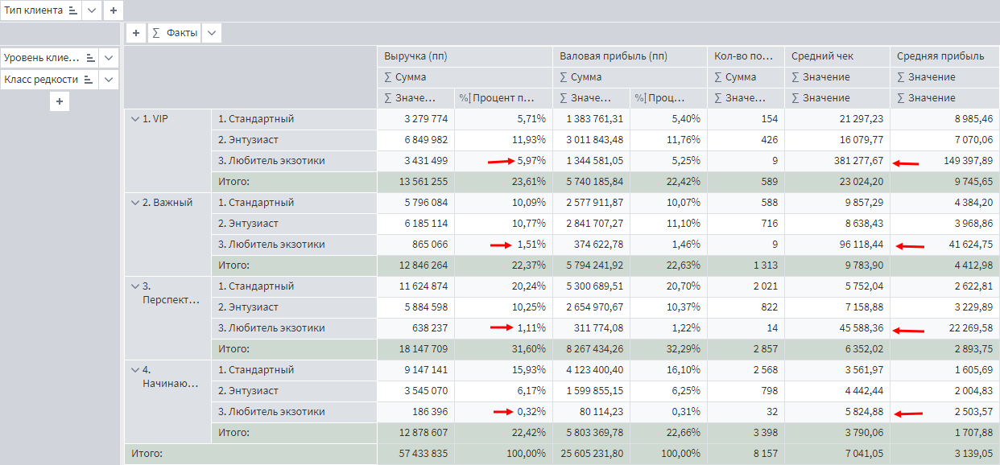 Тип клиента
+
+ Σ Факты
Уровень клие...
Класс редкости
+
Выручка (пп) Валовая прибыль (пп) Кол-во по... Средний чек Средняя прибыль
Σ Сумма Σ Сумма Σ Сумма Σ Значение Σ Значение
Σ Значе... % Процент п... Σ Значе... % Проц... Σ Значе... Σ Значение Σ Значение
1. VIP 1. Стандартный 3 279 774 5,71% 1 383 761,31 5,40% 154 21 297,23 8 985,46
2. Энтузиаст 6 849 982 11,93% 3 011 843,48 11,76% 426 16 079,77 7 070,06
3. Любитель экзотики 3 431 499 5,97% 1 344 581,05 5,25% 9 381 277,67 149 397,89
Итого: 13 561 255 23,61% 5 740 185,84 22,42% 589 23 024,20 9 745,65
2. Важный 1. Стандартный 5 796 084 10,09% 2 577 911,87 10,07% 588 9 857,29 4 384,20
2. Энтузиаст 6 185 114 10,77% 2 841 707,27 11,10% 716 8 638,43 3 968,86
3. Любитель экзотики 865 066 1,51% 374 622,78 1,46% 9 96 118,44 41 624,75
Итого: 12 846 264 22,37% 5 794 241,92 22,63% 1 313 9 783,90 4 412,98
3. Перспект... 1. Стандартный 11 624 874 20,24% 5 300 689,51 20,70% 2 021 5 752,04 2 622,81
2. Энтузиаст 5 884 598 10,25% 2 654 970,67 10,37% 822 7 158,88 3 229,89
3. Любитель экзотики 638 237 1,11% 311 774,08 1,22% 14 45 588,36 22 269,58
Итого: 18 147 709 31,60% 8 267 434,26 32,29% 2 857 6 352,02 2 893,75
4. Начинаю... 1. Стандартный 9 147 141 15,93% 4 123 400,40 16,10% 2 568 3 561,97 1 605,69
2. Энтузиаст 3 545 070 6,17% 1 599 855,15 6,25% 798 4 442,44 2 004,83
3. Любитель экзотики 186 396 0,32% 80 114,23 0,31% 32 5 824,88 2 503,57
Итого: 12 878 607 22,42% 5 803 369,78 22,66% 3 398 3 790,06 1 707,88
Итого: 57 433 835 100,00% 25 605 231,80 100,00% 8 157 7 041,05 3 139,05